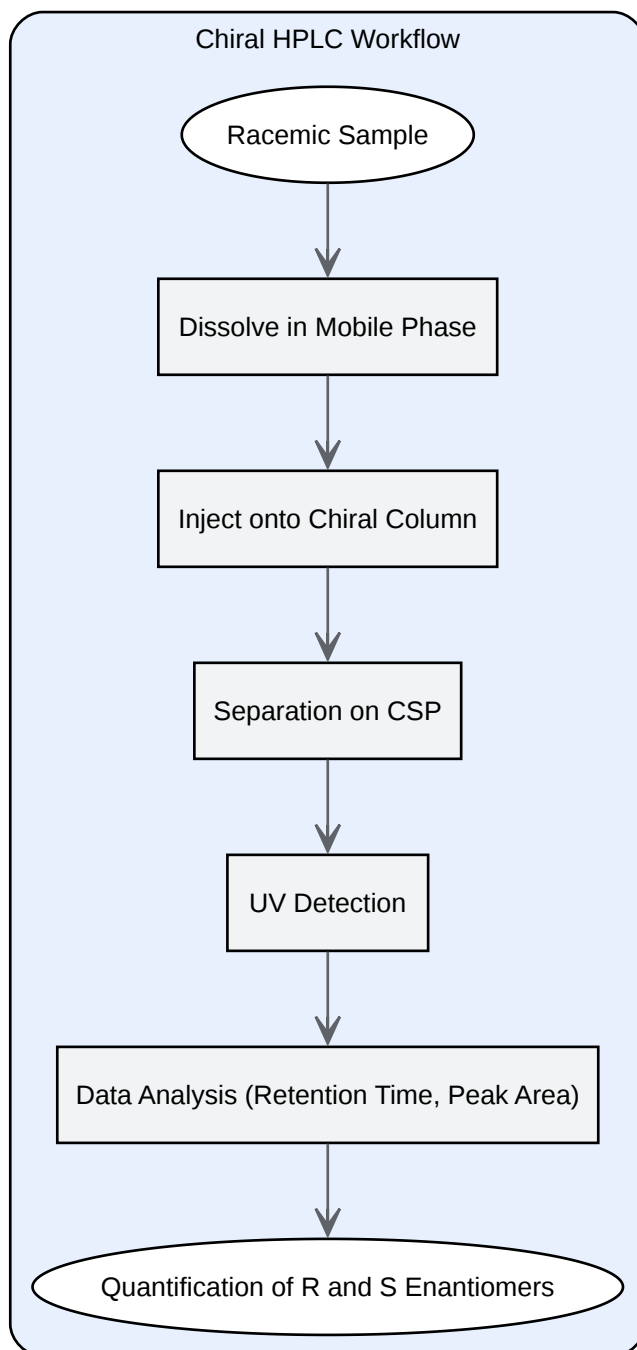 Chiral HPLC Workflow
Racemic Sample
Dissolve in Mobile Phase
Inject onto Chiral Column
Separation on CSP
UV Detection
Data Analysis (Retention Time, Peak Area)
Quantification of R and S Enantiomers